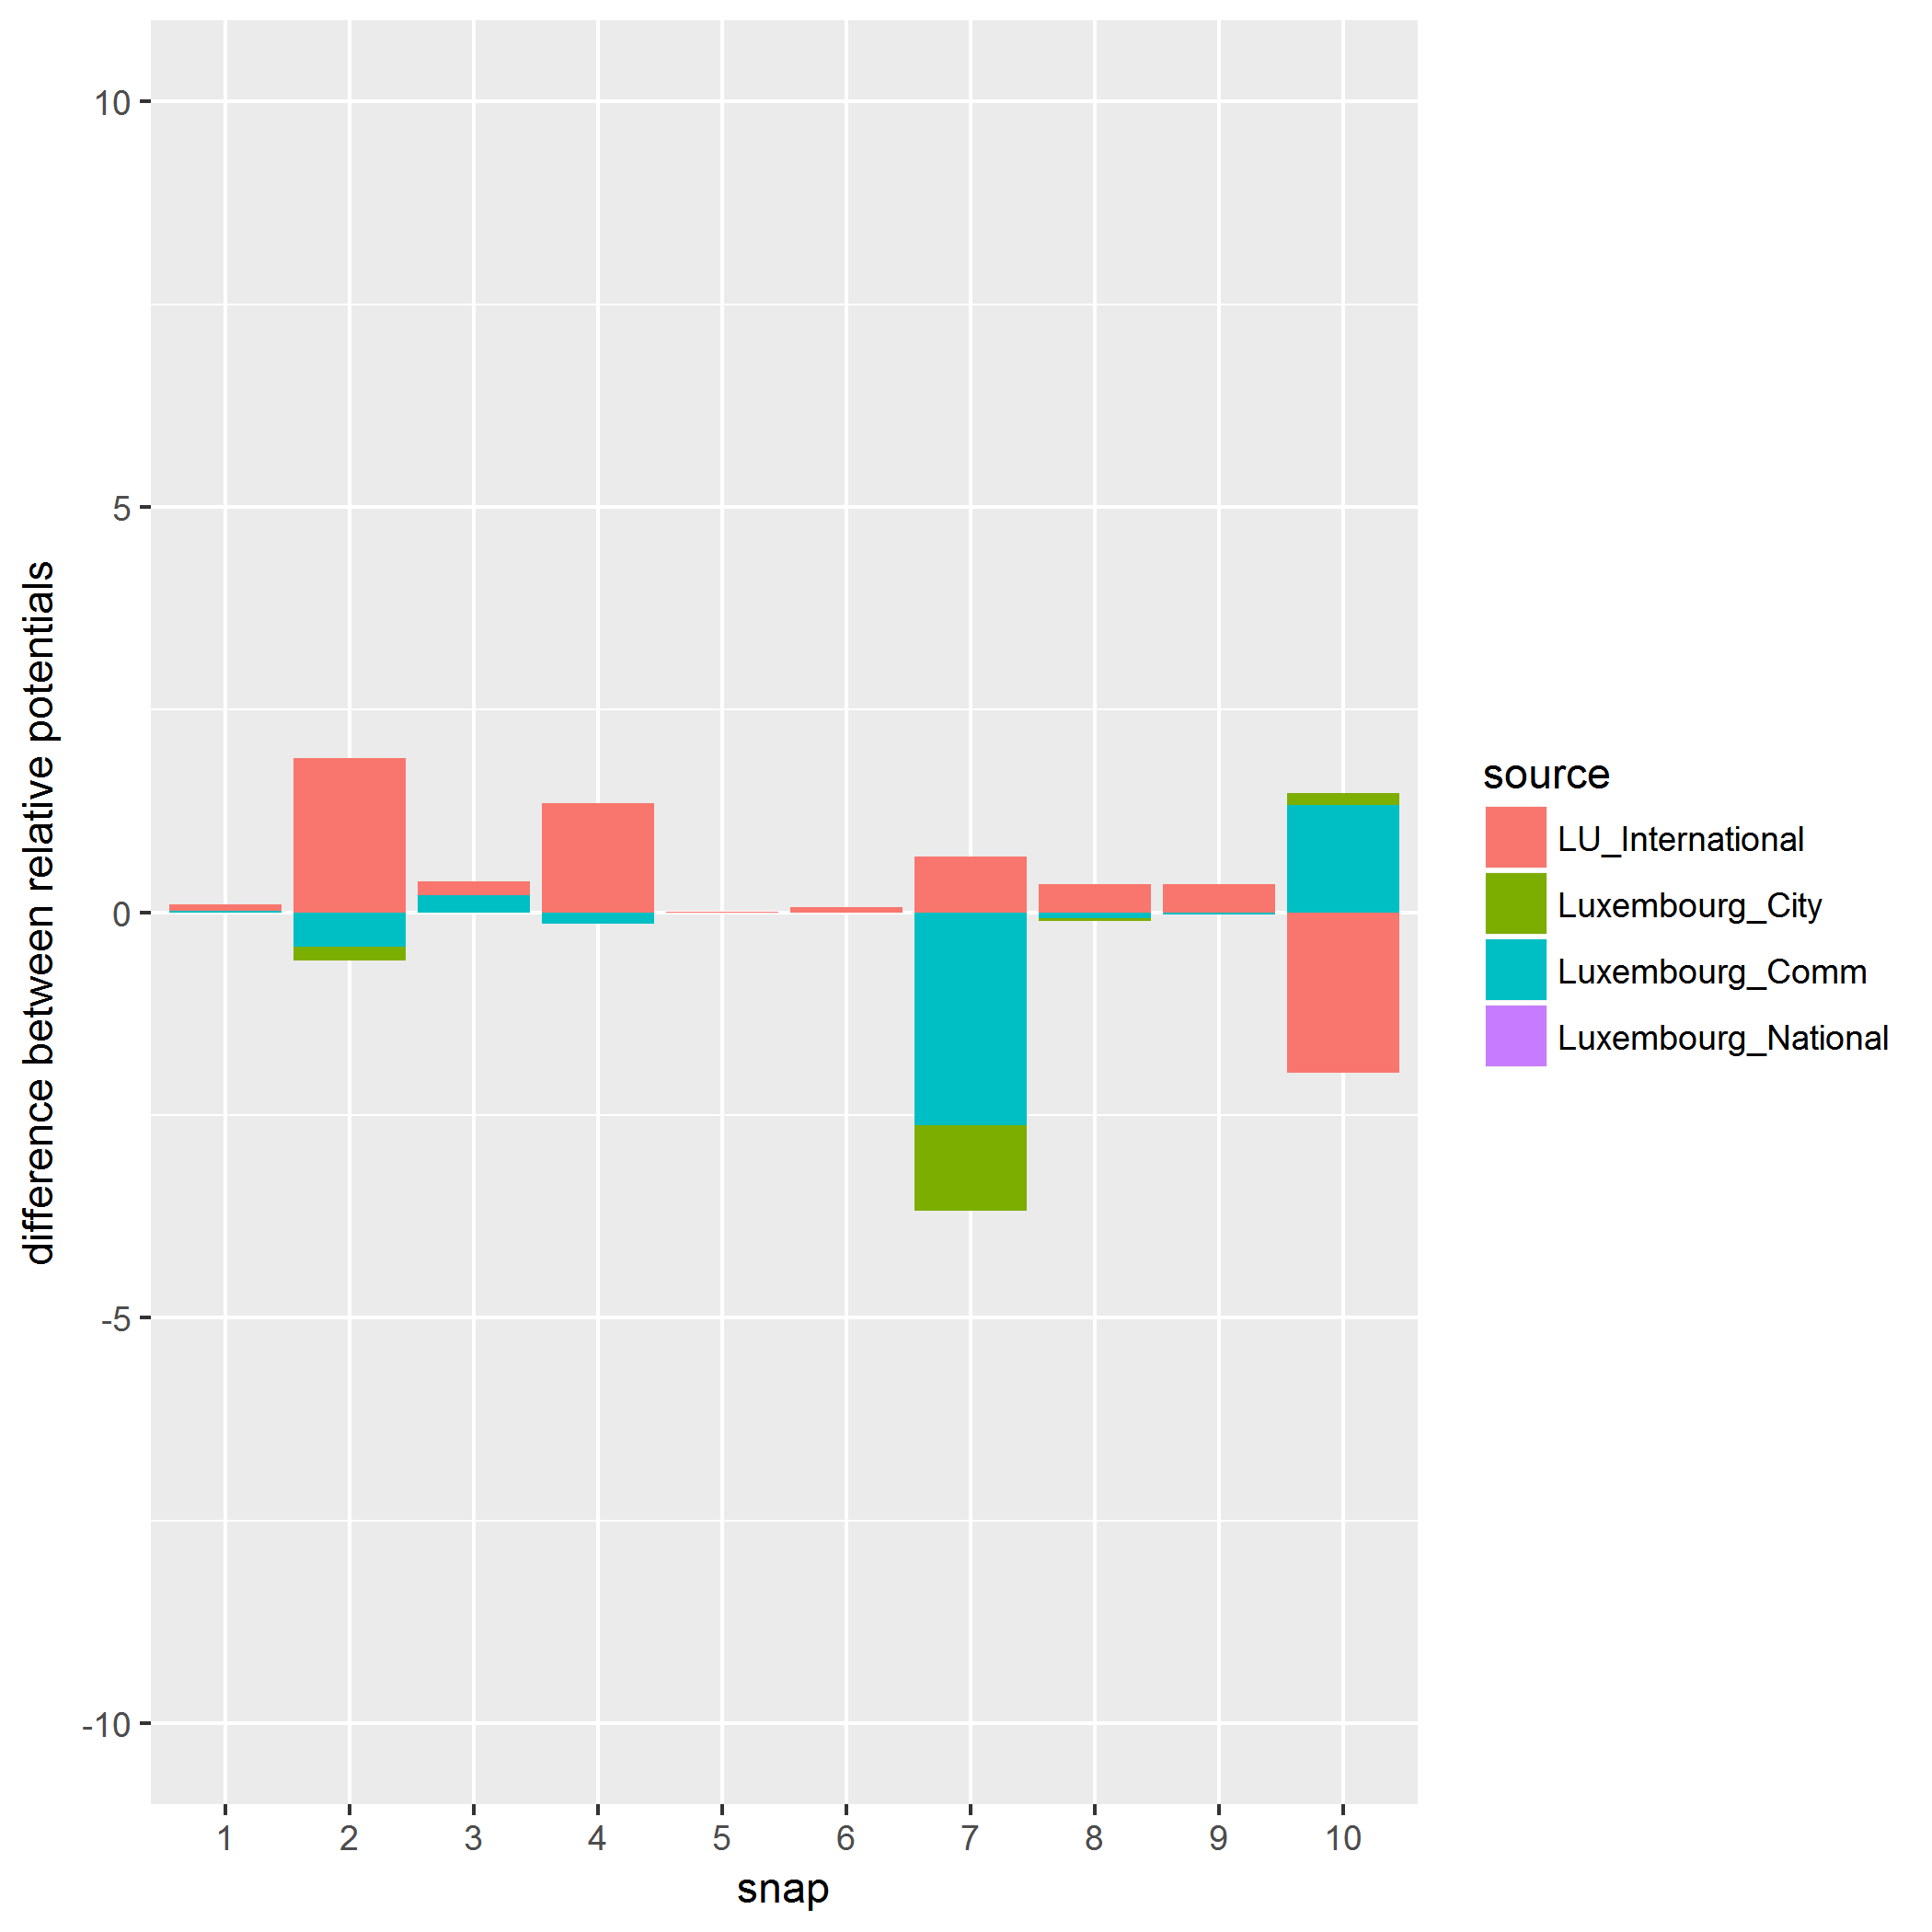 difference between relative potentials
10
5
0
-5
-10
1 2 3 4 5 6 7 8 9 10
snap
source
LU_International
Luxembourg_City
Luxembourg_Comm
Luxembourg_National